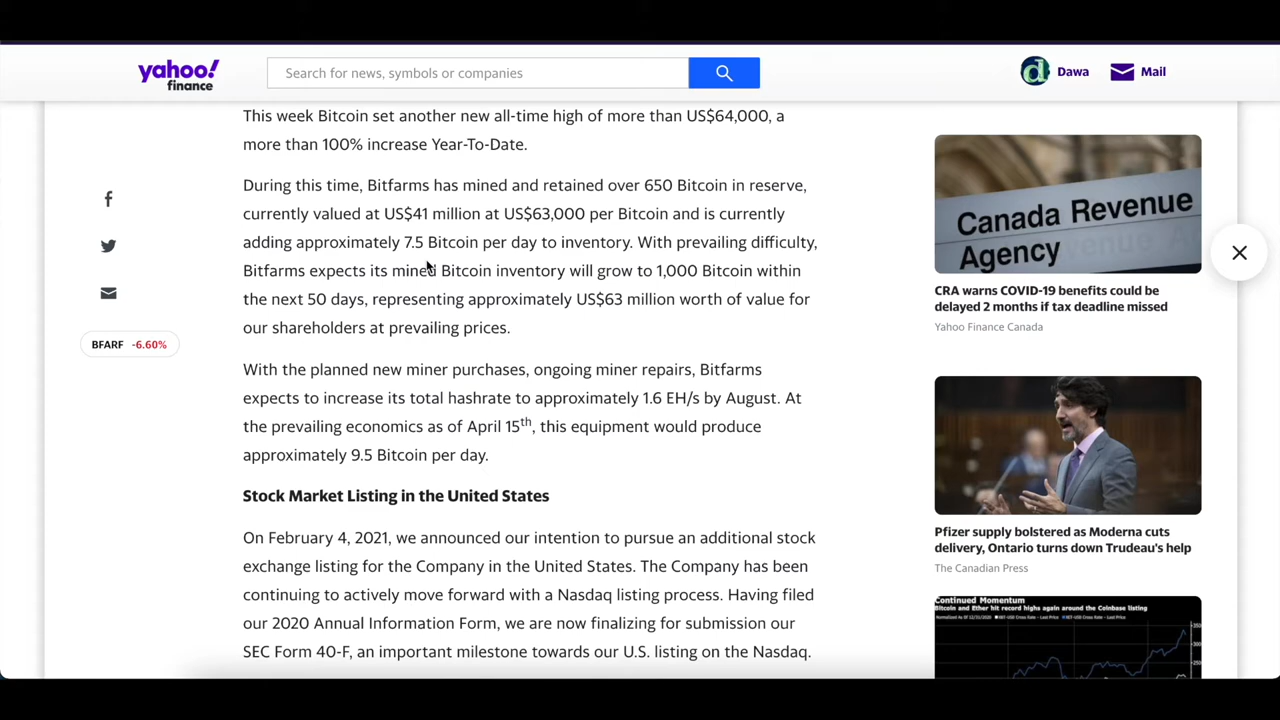 yahoo!
finance
Search for news, symbols or companies
Dawa
Mail
This week Bitcoin set another new all-time high of more than US$64,000, a
more than 100% increase Year-To-Date.
During this time, Bitfarms has mined and retained over 650 Bitcoin in reserve,
currently valued at US$41 million at US$63,000 per Bitcoin and is currently
adding approximately 7.5 Bitcoin per day to inventory. With prevailing difficulty,
Bitfarms expects its mined Bitcoin inventory will grow to 1,000 Bitcoin within
the next 50 days, representing approximately US$63 million worth of value for
our shareholders at prevailing prices.
BFARF -6.60%
With the planned new miner purchases, ongoing miner repairs, Bitfarms
expects to increase its total hashrate to approximately 1.6 EH/s by August. At
the prevailing economics as of April 15th, this equipment would produce
approximately 9.5 Bitcoin per day.
Stock Market Listing in the United States
On February 4, 2021, we announced our intention to pursue an additional stock
exchange listing for the Company in the United States. The Company has been
continuing to actively move forward with a Nasdaq listing process. Having filed
our 2020 Annual Information Form, we are now finalizing for submission our
SEC Form 40-F, an important milestone towards our U.S. listing on the Nasdaq.
Canada Revenue
Agency
CRA warns COVID-19 benefits could be
delayed 2 months if tax deadline missed
Yahoo Finance Canada
Pfizer supply bolstered as Moderna cuts
delivery, Ontario turns down Trudeau's help
The Canadian Press
Continued Momentum
Bitcoin and Ether hit record highs again around the Coinbase listing